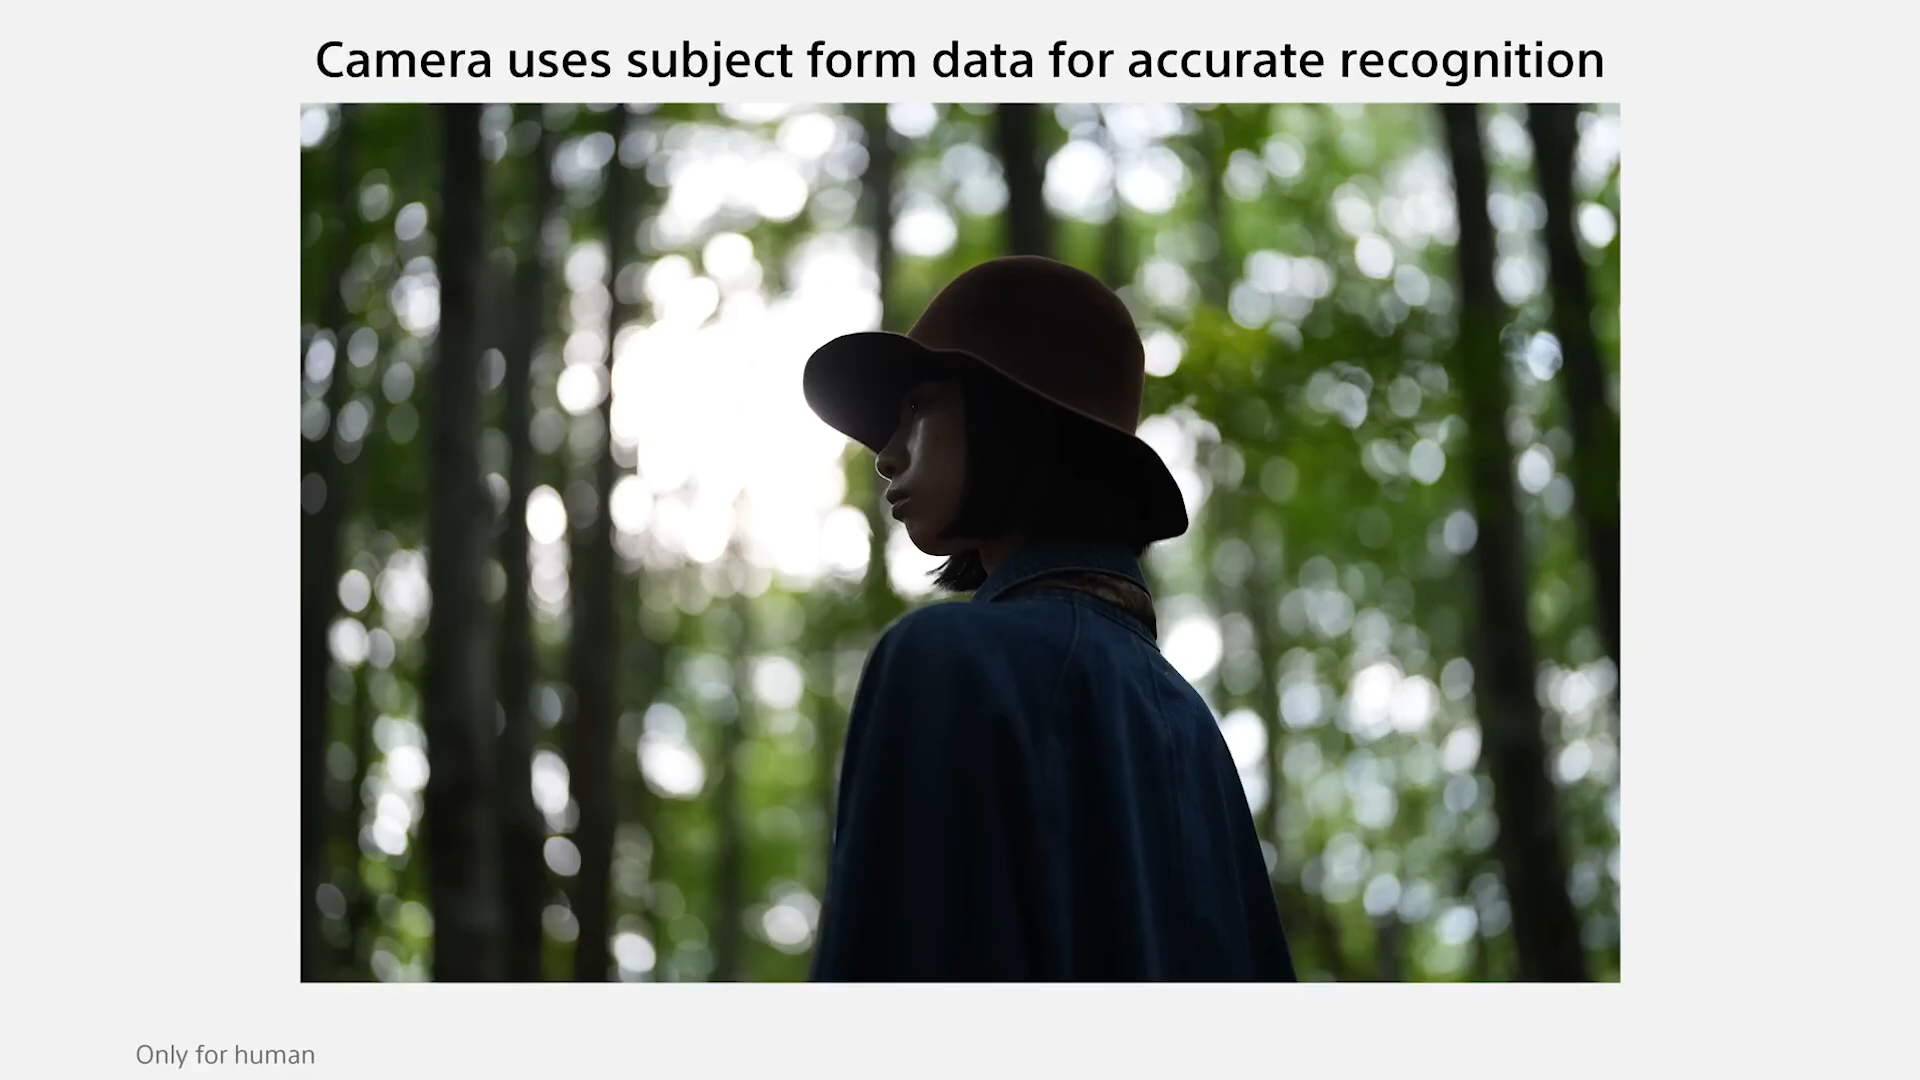 Camera uses subject form data for accurate recognition
Only for human